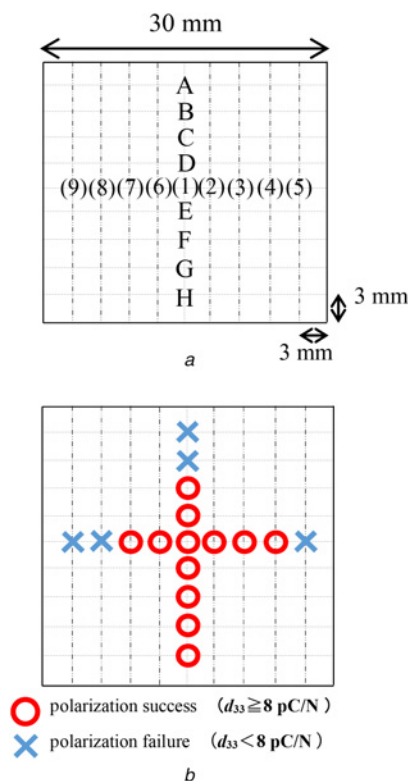 30 mm
A
B
C
D
(9)(8)(7)(6)(1)(2)(3)(4)(5)
E
F
G
H
3 mm
3 mm
a
polarization success （d33≧8 pC/N）
polarization failure （d33＜8 pC/N）
b